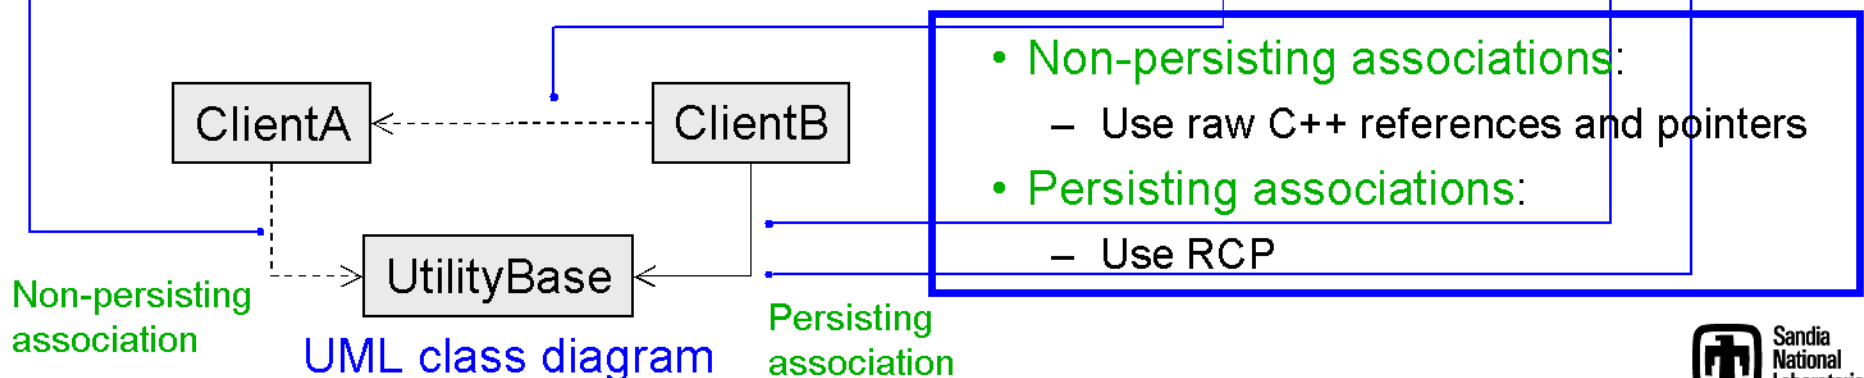 ClientA
ClientB
UtilityBase
Non-persisting
association
Persisting
association
UML class diagram
• Non-persisting associations:
– Use raw C++ references and pointers
• Persisting associations:
– Use RCP
Sandia
National